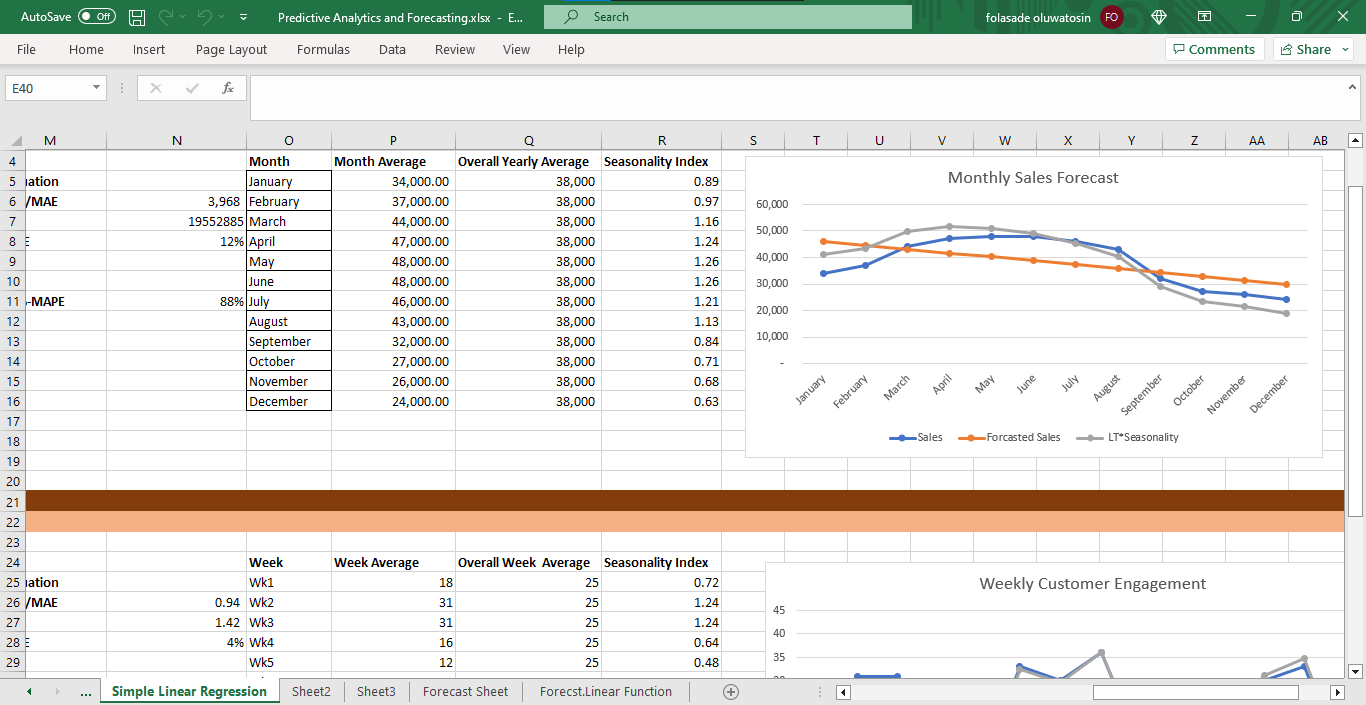 AutoSave Off Predictive Analytics and Forecasting.xlsx - E... Search folasade oluwatosin FO
File Home Insert Page Layout Formulas Data Review View Help Comments Share
E40 fx
M N O P Q R S T U V W X Y Z AA AB
4 Month Month Average Overall Yearly Average Seasonality Index
5 uation January 34,000.00 38,000 0.89
6 /MAE 3,968 February 37,000.00 38,000 0.97
7 19552885 March 44,000.00 38,000 1.16
8 E 12% April 47,000.00 38,000 1.24
9 May 48,000.00 38,000 1.26
10 June 48,000.00 38,000 1.26
11 -MAPE 88% July 46,000.00 38,000 1.21
12 August 43,000.00 38,000 1.13
13 September 32,000.00 38,000 0.84
14 October 27,000.00 38,000 0.71
15 November 26,000.00 38,000 0.68
16 December 24,000.00 38,000 0.63
17
18
19
20
21
22
23
Monthly Sales Forecast
60,000
50,000
40,000
30,000
20,000
10,000
-
January February March April May June July August September October November December
Sales Forcasted Sales LT*Seasonality
24 Week Week Average Overall Week Average Seasonality Index
25 uation Wk1 18 25 0.72
26 /MAE 0.94 Wk2 31 25 1.24
27 1.42 Wk3 31 25 1.24
28 E 4% Wk4 16 25 0.64
29 Wk5 12 25 0.48
Weekly Customer Engagement
45
40
35
... Simple Linear Regression Sheet2 Sheet3 Forecast Sheet Forecst.Linear Function